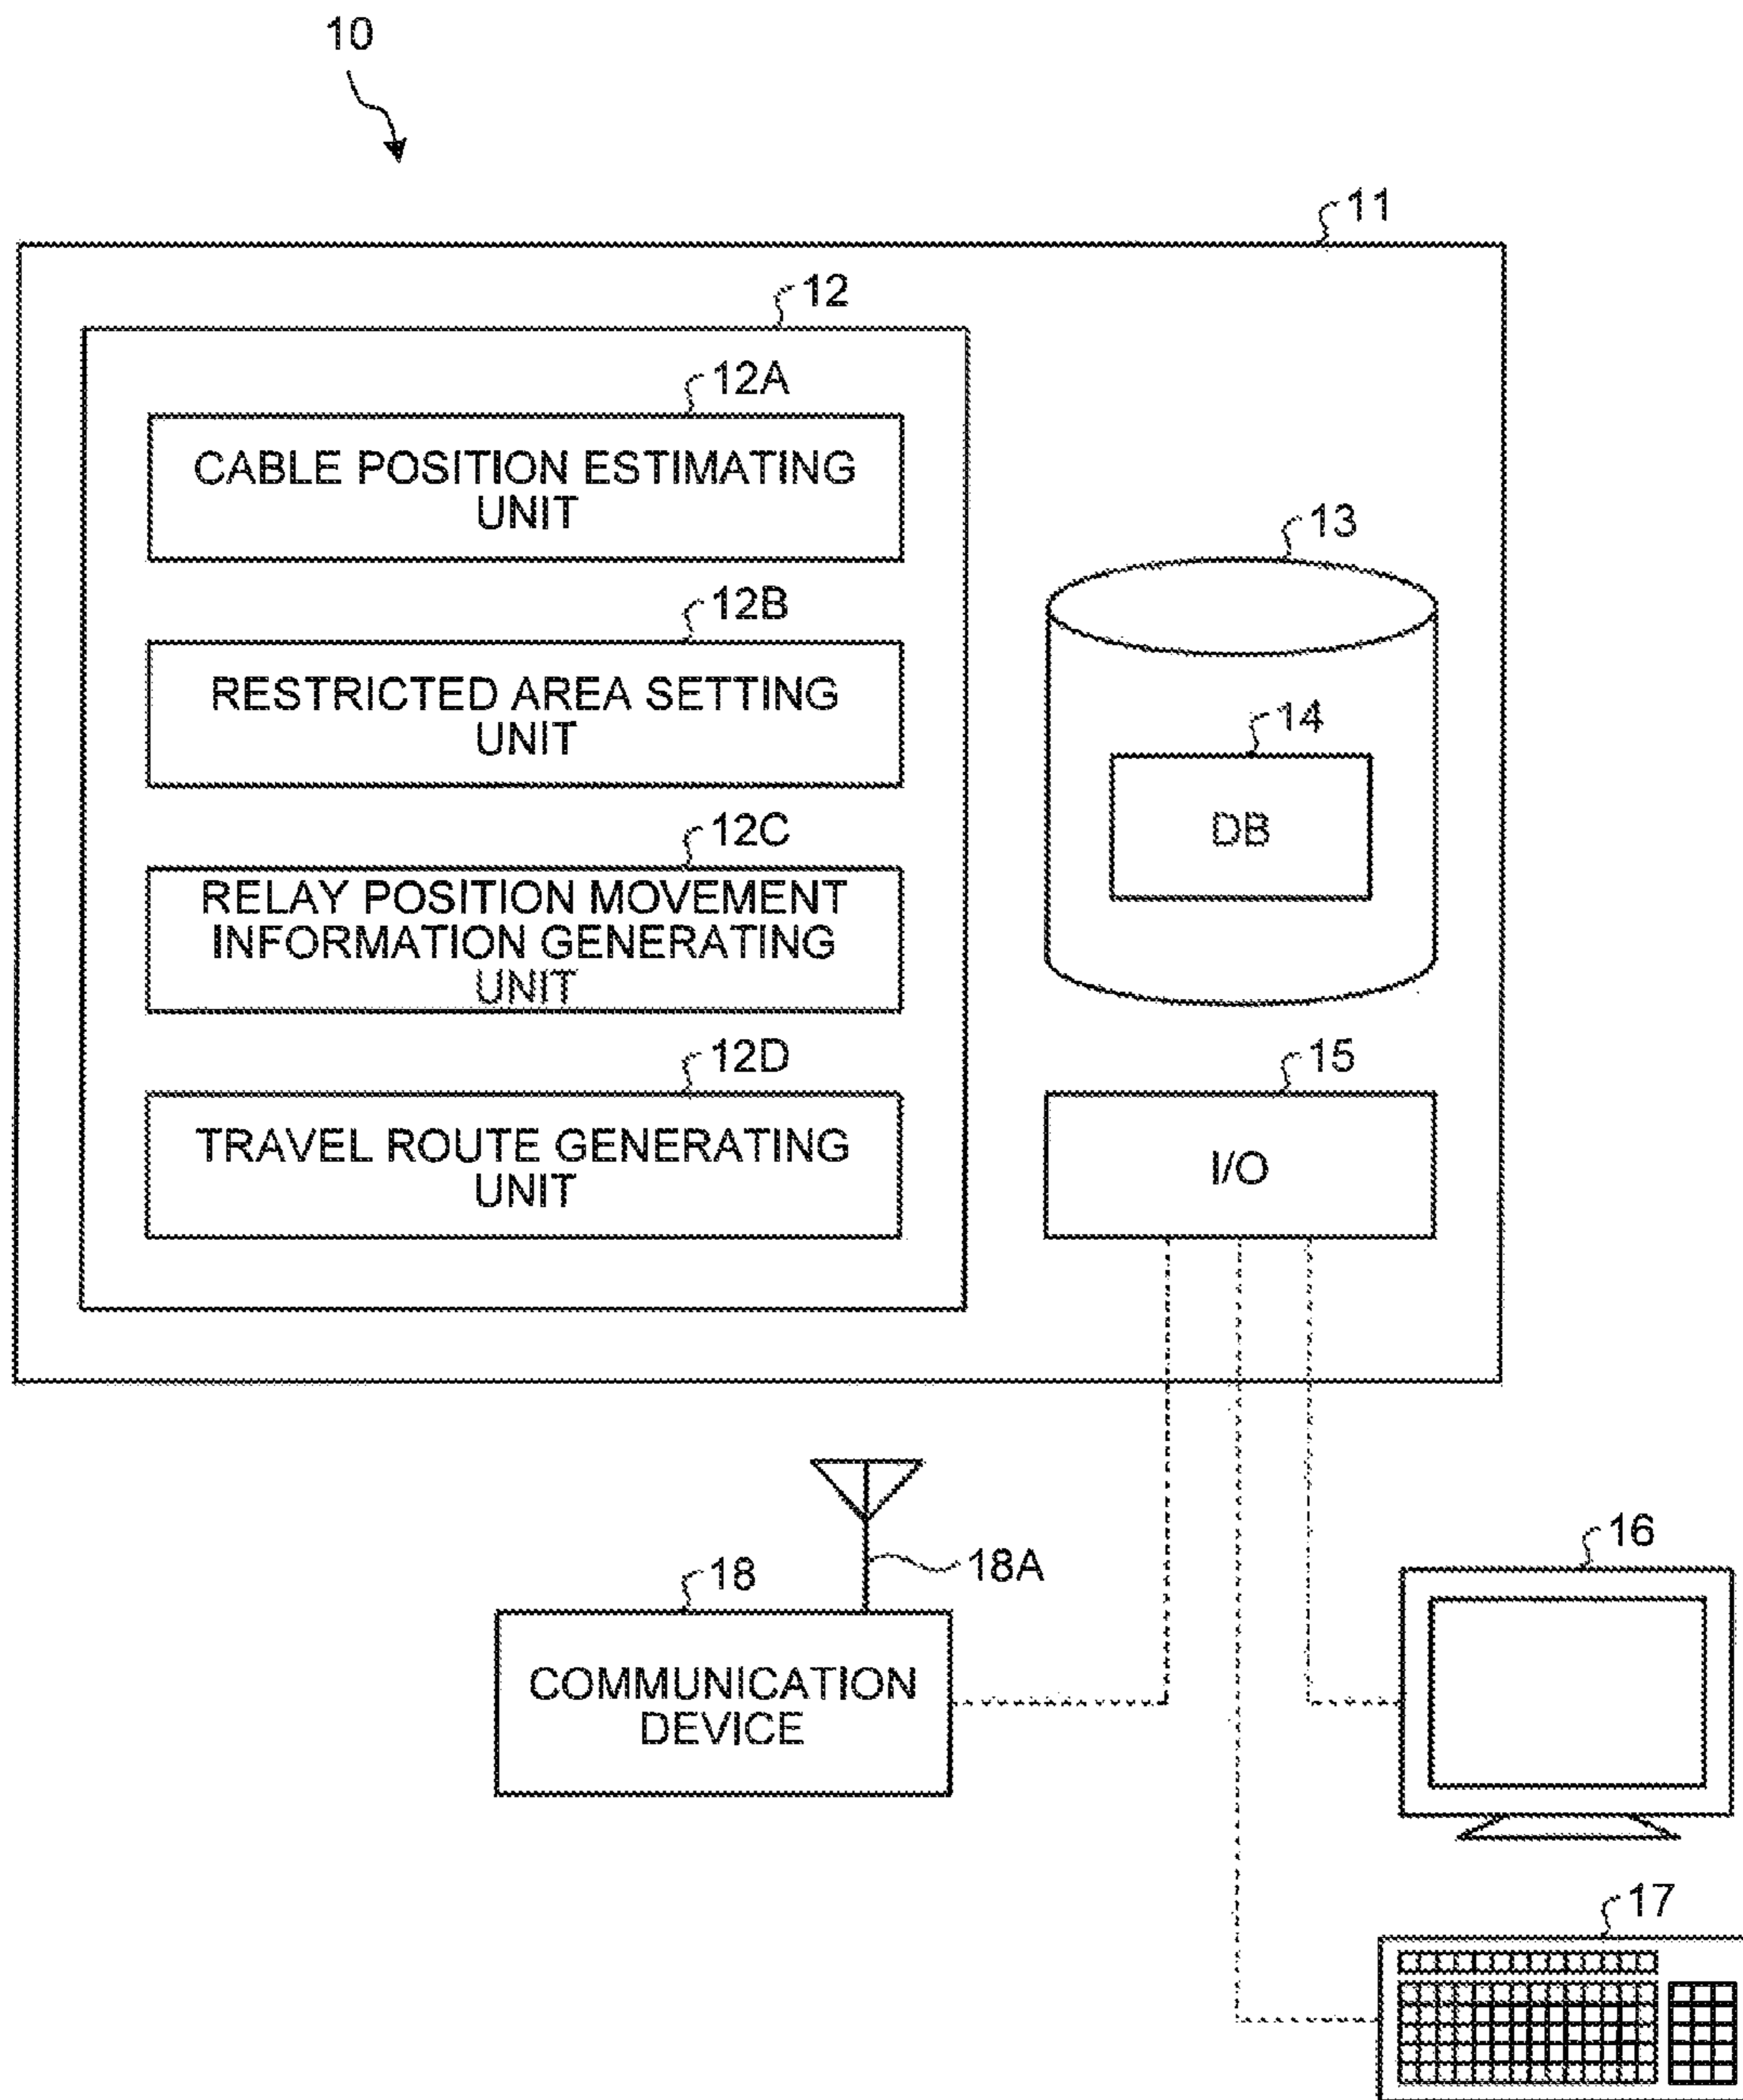 10
11
12
12A
CABLE POSITION ESTIMATING
UNIT
12B
RESTRICTED AREA SETTING
UNIT
12C
RELAY POSITION MOVEMENT
INFORMATION GENERATING
UNIT
12D
TRAVEL ROUTE GENERATING
UNIT
13
14
DB
15
I/O
18
18A
COMMUNICATION
DEVICE
16
17